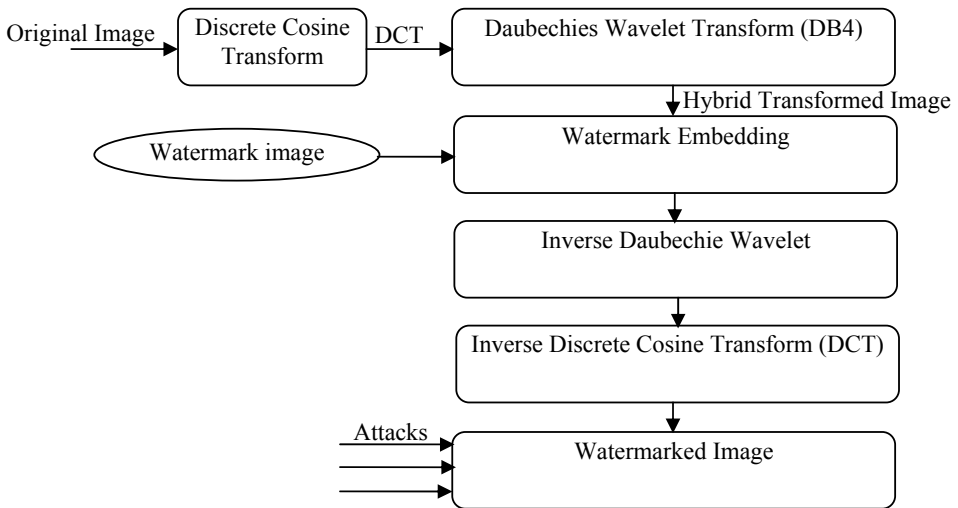 Original Image
Discrete Cosine
Transform
DCT
Daubechies Wavelet Transform (DB4)
Hybrid Transformed Image
Watermark image
Watermark Embedding
Inverse Daubechie Wavelet
Inverse Discrete Cosine Transform (DCT)
Attacks
Watermarked Image